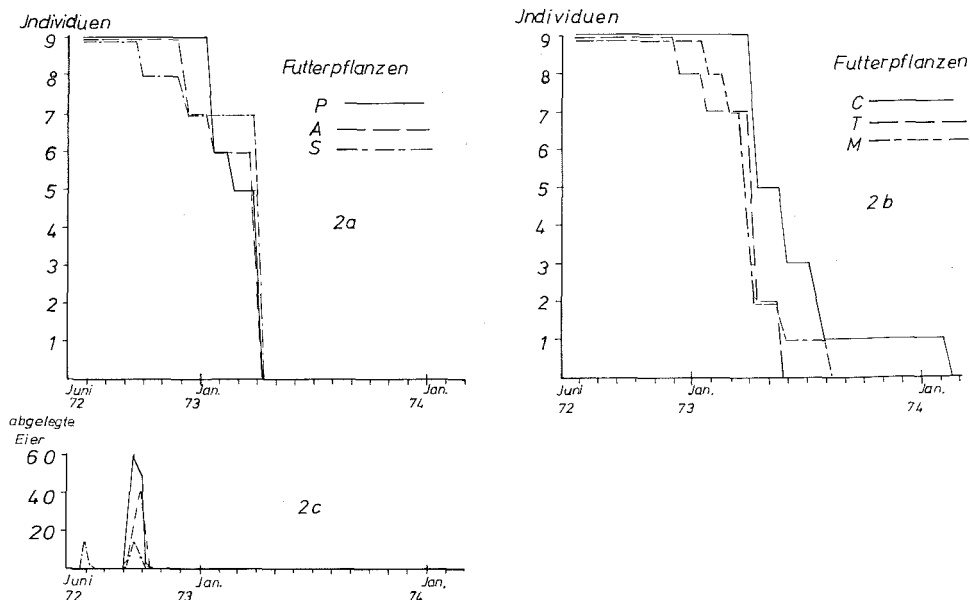 Jndividuen
9
8
7
6
5
4
3
2
1
Futterpflanzen
P
A
S
2a
Juni
72
Jan.
73
Jan.
74
Jndividuen
9
8
7
6
5
4
3
2
1
Futterpflanzen
C
T
M
2b
Juni
72
Jan.
73
Jan.
74
abgelegte
Eier
60
40
20
2c
Juni
72
Jan.
73
Jan.
74